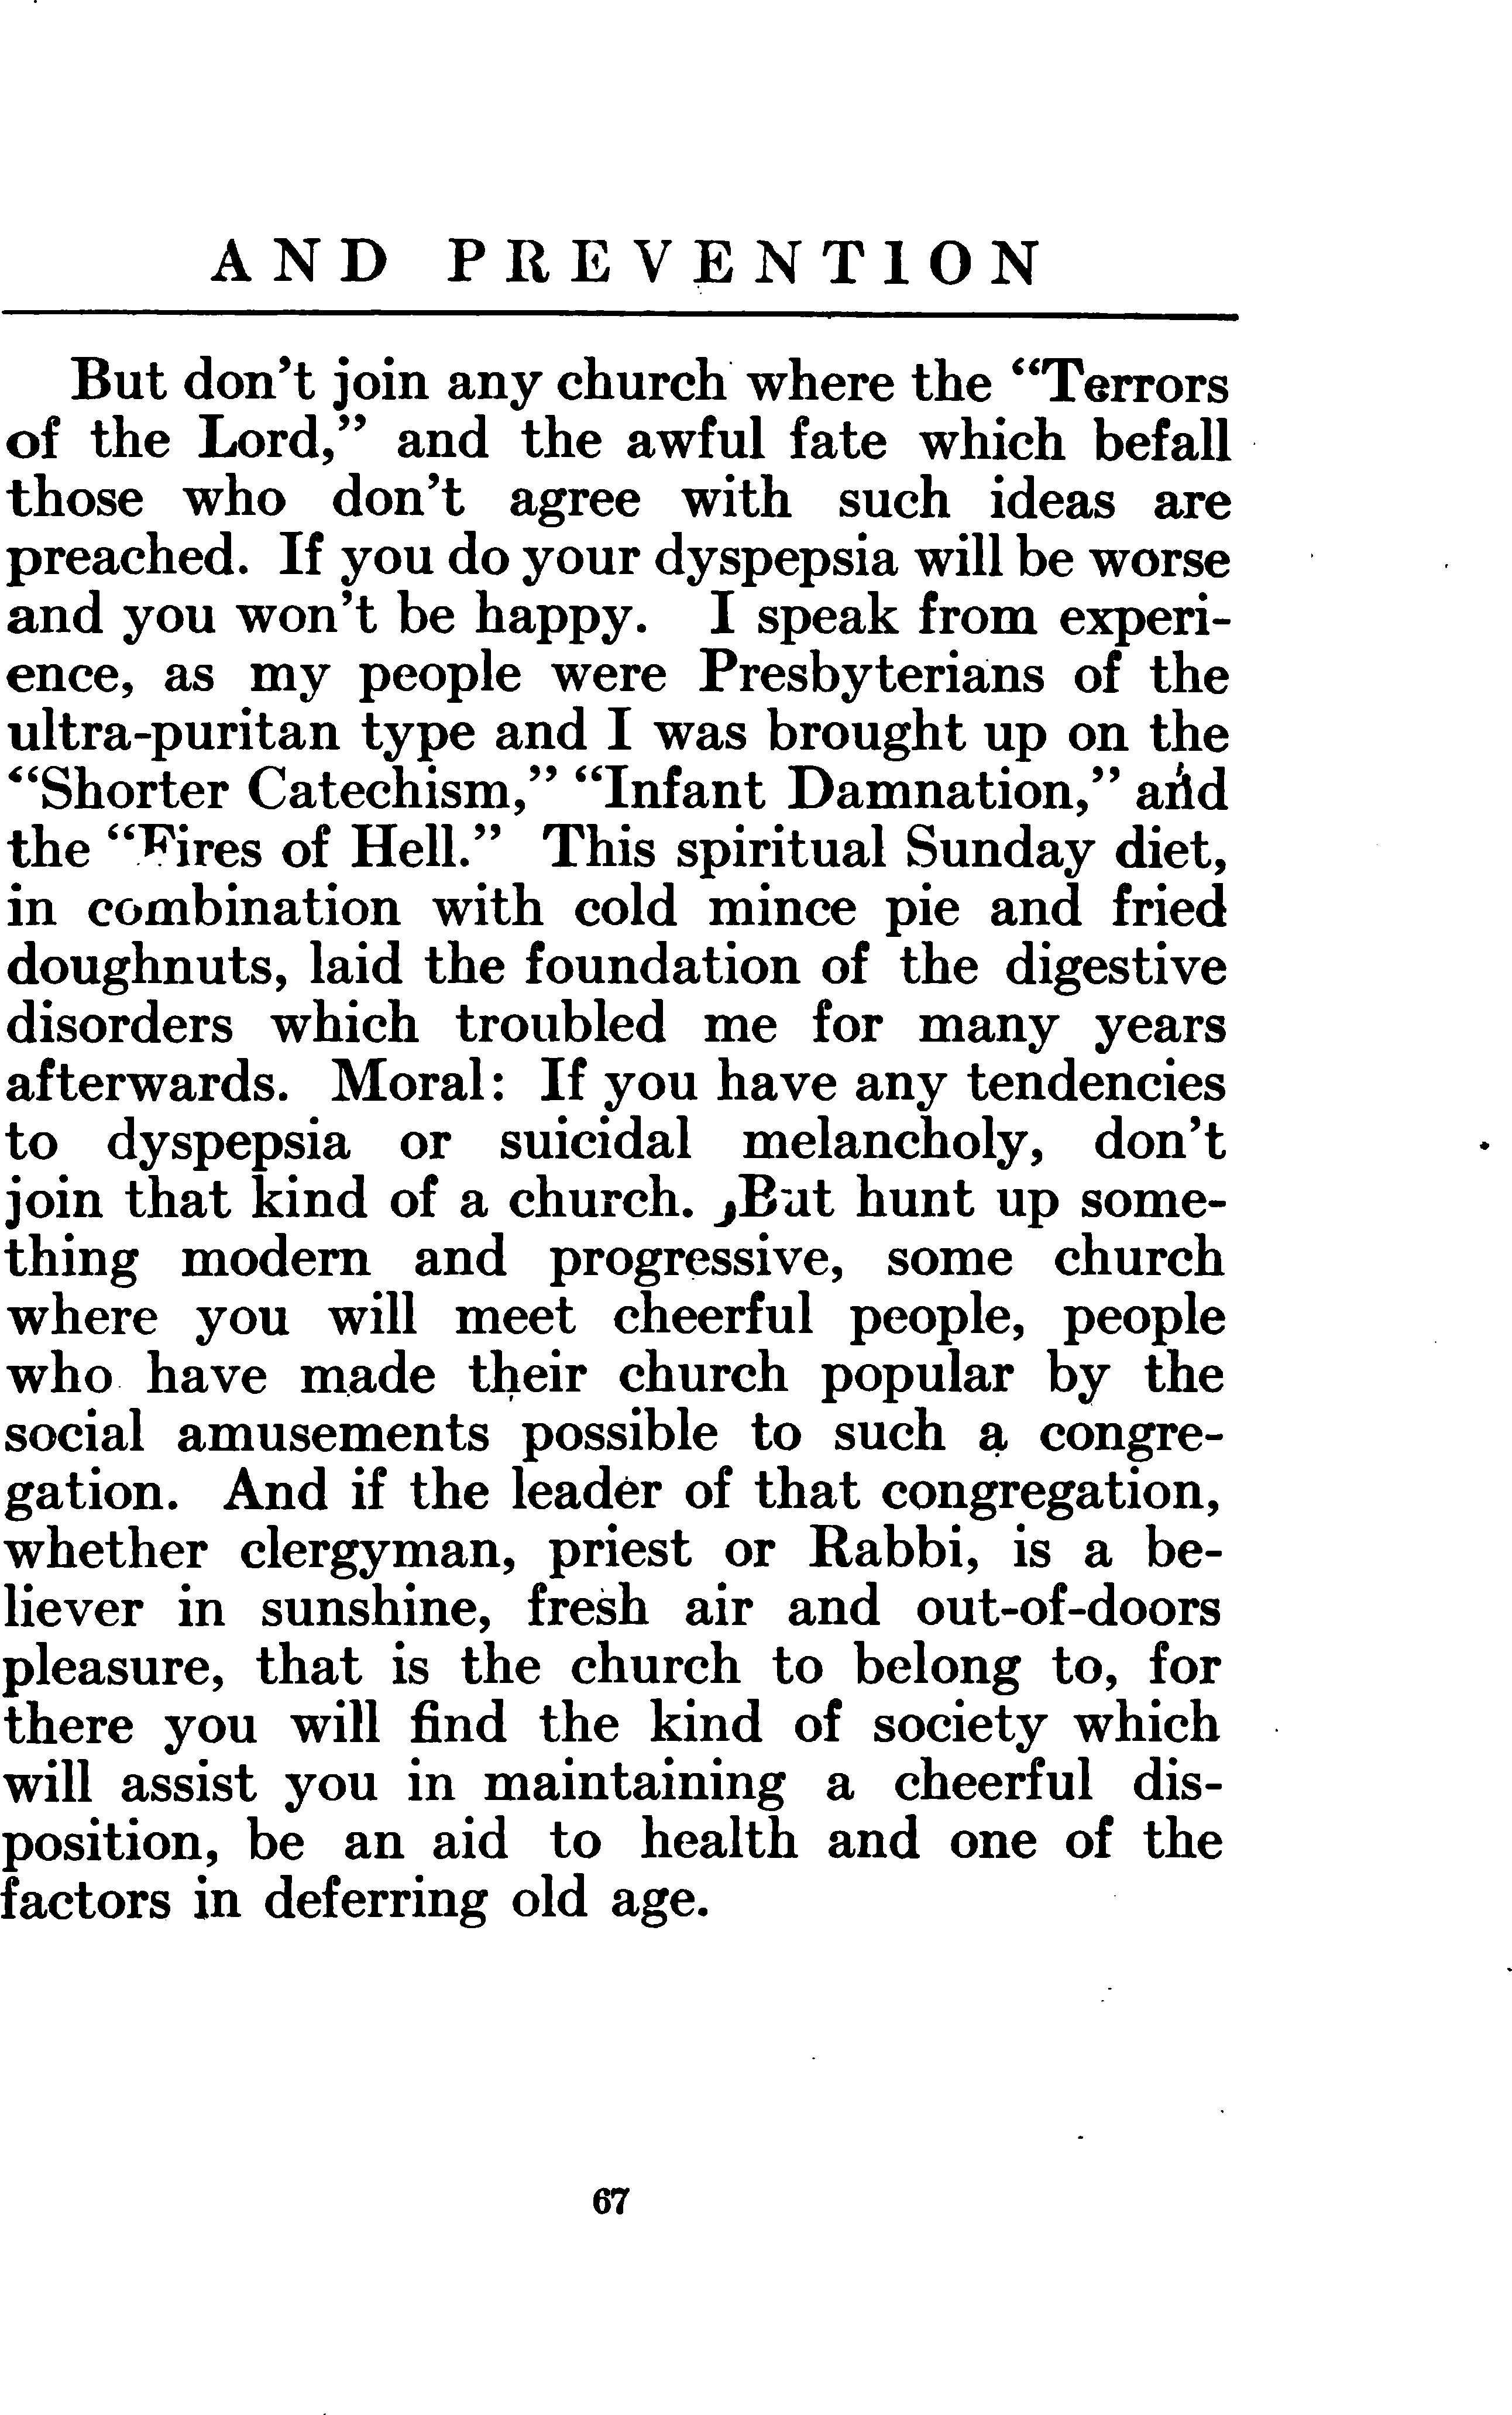 AND PREVENTION
But don't join any church where the “Terrors
of the Lord,” and the awful fate which befall
those who don't agree with such ideas are
preached. If you do your dyspepsia will be worse
and you won't be happy. I speak from experi-
ence, as my people were Presbyterians of the
ultra-puritan type and I was brought up on the
“Shorter Catechism,” “Infant Damnation,” and
the “Fires of Hell.” This spiritual Sunday diet,
in combination with cold mince pie and fried
doughnuts, laid the foundation of the digestive
disorders which troubled me for many years
afterwards. Moral: If you have any tendencies
to dyspepsia or suicidal melancholy, don't
join that kind of a church. But hunt up some-
thing modern and progressive, some church
where you will meet cheerful people, people
who have made their church popular by the
social amusements possible to such a congre-
gation. And if the leader of that congregation,
whether clergyman, priest or Rabbi, is a be-
liever in sunshine, fresh air and out-of-doors
pleasure, that is the church to belong to, for
there you will find the kind of society which
will assist you in maintaining a cheerful dis-
position, be an aid to health and one of the
factors in deferring old age.
67